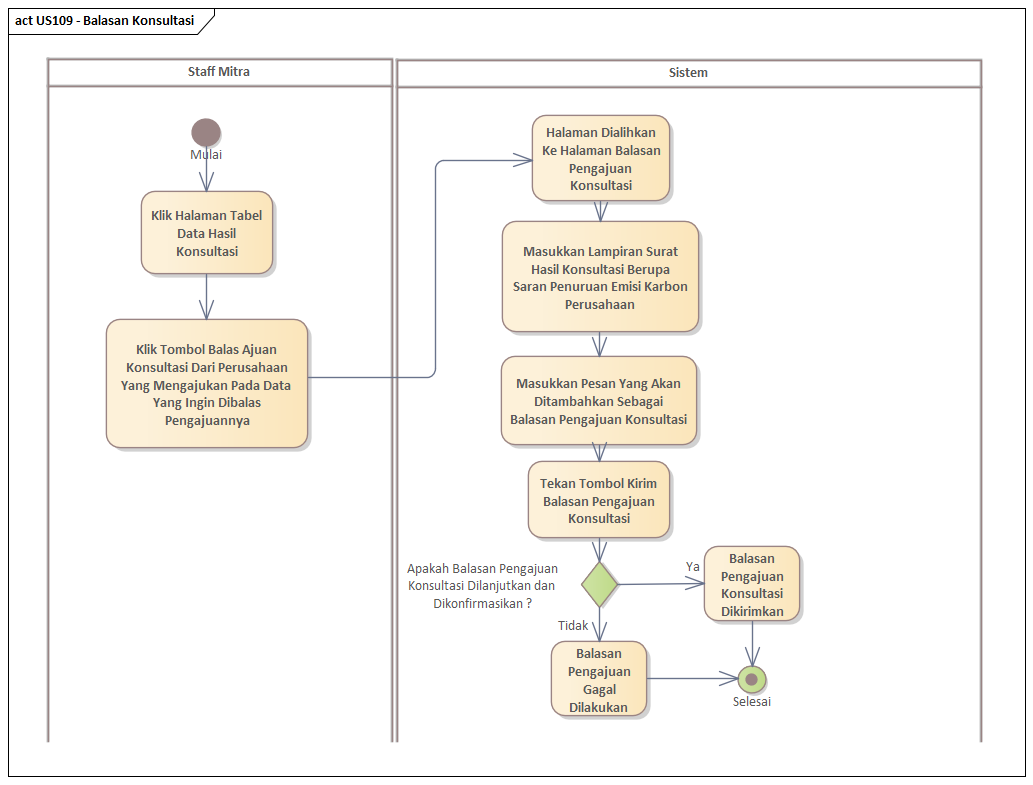 act US109 - Balasan Konsultasi
Staff Mitra
Sistem
Mulai
Klik Halaman Tabel
Data Hasil
Konsultasi
Klik Tombol Balas Ajuan
Konsultasi Dari Perusahaan
Yang Mengajukan Pada Data
Yang Ingin Dibalas
Pengajuannya
Halaman Dialihkan
Ke Halaman Balasan
Pengajuan
Konsultasi
Masukkan Lampiran Surat
Hasil Konsultasi Berupa
Saran Penuruan Emisi Karbon
Perusahaan
Masukkan Pesan Yang Akan
Ditambahkan Sebagai
Balasan Pengajuan Konsultasi
Tekan Tombol Kirim
Balasan Pengajuan
Konsultasi
Apakah Balasan Pengajuan
Konsultasi Dilanjutkan dan
Dikonfirmasikan ?
Ya
Balasan
Pengajuan
Konsultasi
Dikirimkan
Tidak
Balasan
Pengajuan
Gagal
Dilakukan
Selesai